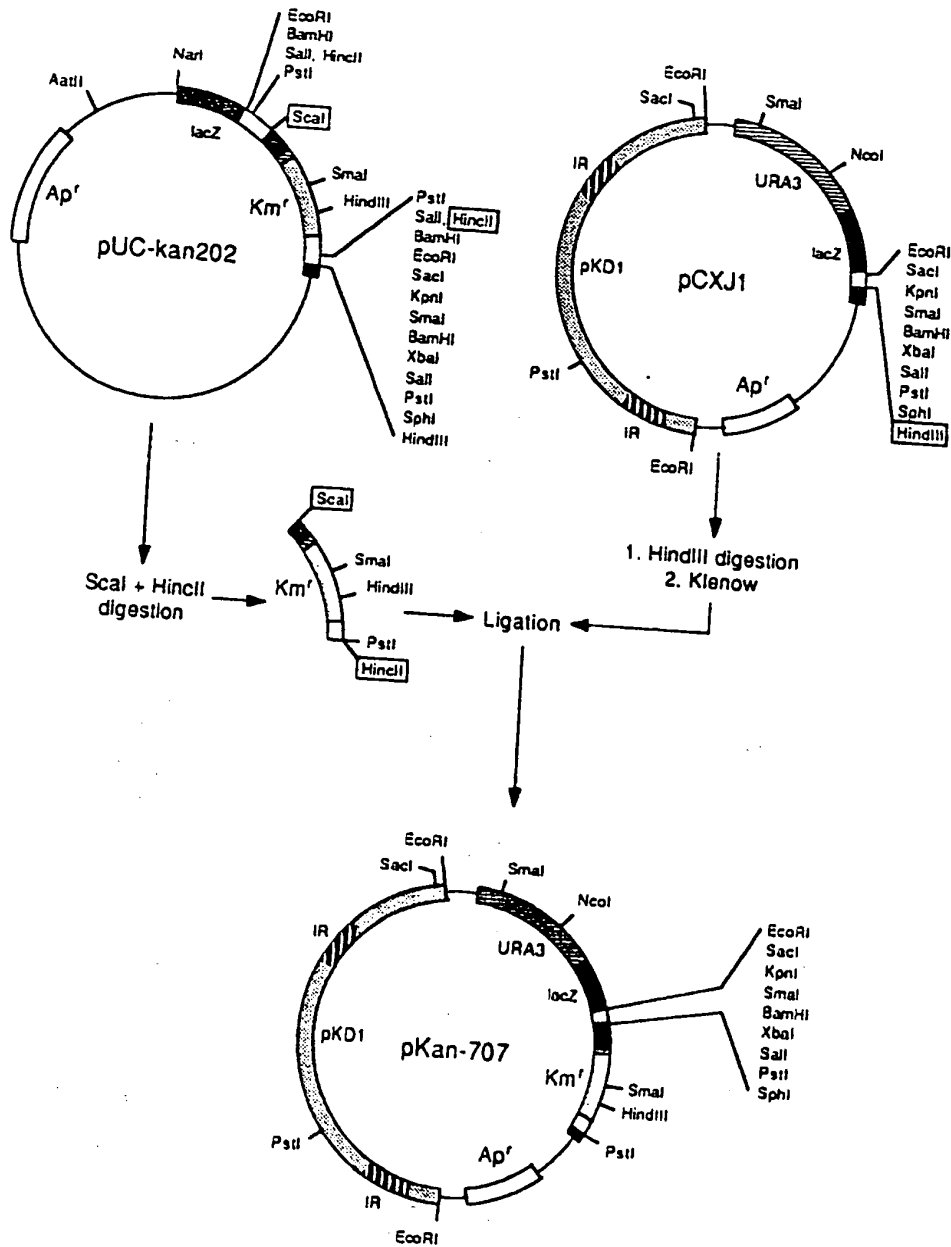 EcoRI
BamHI
SalI, HincII
PstI
NarI
AatII
ScaI
lacZ
SmaI
HindIII
Kmʳ
Apʳ
pUC-kan202
PstI
SalI, HincII
BamHI
EcoRI
SacI
KpnI
SmaI
BamHI
XbaI
SalI
PstI
SphI
HindIII
EcoRI
SacI
SmaI
NcoI
IR
URA3
lacZ
pKD1
pCXJ1
EcoRI
SacI
KpnI
SmaI
BamHI
XbaI
SalI
PstI
SphI
HindIII
PstI
Apʳ
IR
EcoRI
ScaI + HincII
digestion
ScaI
SmaI
Kmʳ
HindIII
PstI
HincII
Ligation
1. HindIII digestion
2. Klenow
EcoRI
SacI
SmaI
NcoI
IR
URA3
lacZ
pKD1
pKan-707
EcoRI
SacI
KpnI
SmaI
BamHI
XbaI
SalI
PstI
SphI
Kmʳ
SmaI
HindIII
PstI
PstI
Apʳ
IR
EcoRI